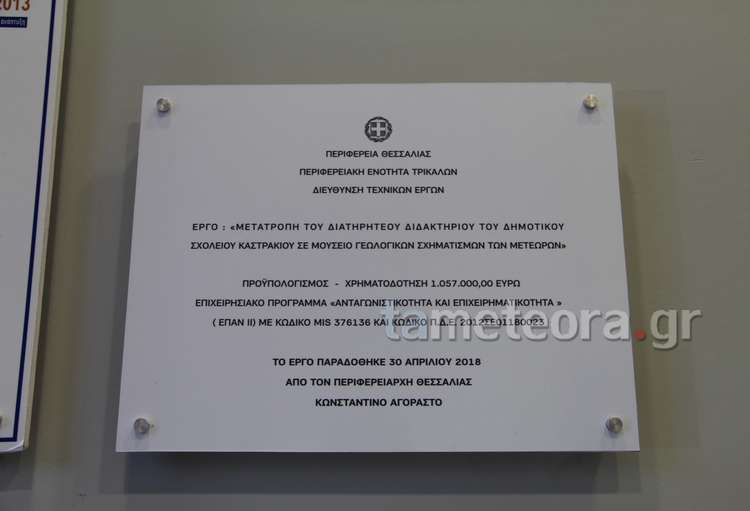 2013
ΠΕΡΙΦΕΡΕΙΑ ΘΕΣΣΑΛΙΑΣ
ΠΕΡΙΦΕΡΕΙΑΚΗ ΕΝΟΤΗΤΑ ΤΡΙΚΑΛΩΝ
ΔΙΕΥΘΥΝΣΗ ΤΕΧΝΙΚΩΝ ΕΡΓΩΝ
ΕΡΓΟ : «ΜΕΤΑΤΡΟΠΗ ΤΟΥ ΔΙΑΤΗΡΗΤΕΟΥ ΔΙΔΑΚΤΗΡΙΟΥ ΤΟΥ ΔΗΜΟΤΙΚΟΥ
ΣΧΟΛΕΙΟΥ ΚΑΣΤΡΑΚΙΟΥ ΣΕ ΜΟΥΣΕΙΟ ΓΕΩΛΟΓΙΚΩΝ ΣΧΗΜΑΤΙΣΜΩΝ ΤΩΝ ΜΕΤΕΩΡΩΝ»
ΠΡΟΫΠΟΛΟΓΙΣΜΟΣ - ΧΡΗΜΑΤΟΔΟΤΗΣΗ 1.057.000,00 ΕΥΡΩ
ΕΠΙΧΕΙΡΗΣΙΑΚΟ ΠΡΟΓΡΑΜΜΑ «ΑΝΤΑΓΩΝΙΣΤΙΚΟΤΗΤΑ ΚΑΙ ΕΠΙΧΕΙΡΗΜΑΤΙΚΟΤΗΤΑ »
( ΕΠΑΝ ΙΙ) ΜΕ ΚΩΔΙΚΟ MIS 376136 ΚΑΙ ΚΩΔΙΚΟ Π.Δ.Ε. 2012ΣΕ01180023
tameteora.gr
ΤΟ ΕΡΓΟ ΠΑΡΑΔΟΘΗΚΕ 30 ΑΠΡΙΛΙΟΥ 2018
ΑΠΟ ΤΟΝ ΠΕΡΙΦΕΡΕΙΑΡΧΗ ΘΕΣΣΑΛΙΑΣ
ΚΩΝΣΤΑΝΤΙΝΟ ΑΓΟΡΑΣΤΟ